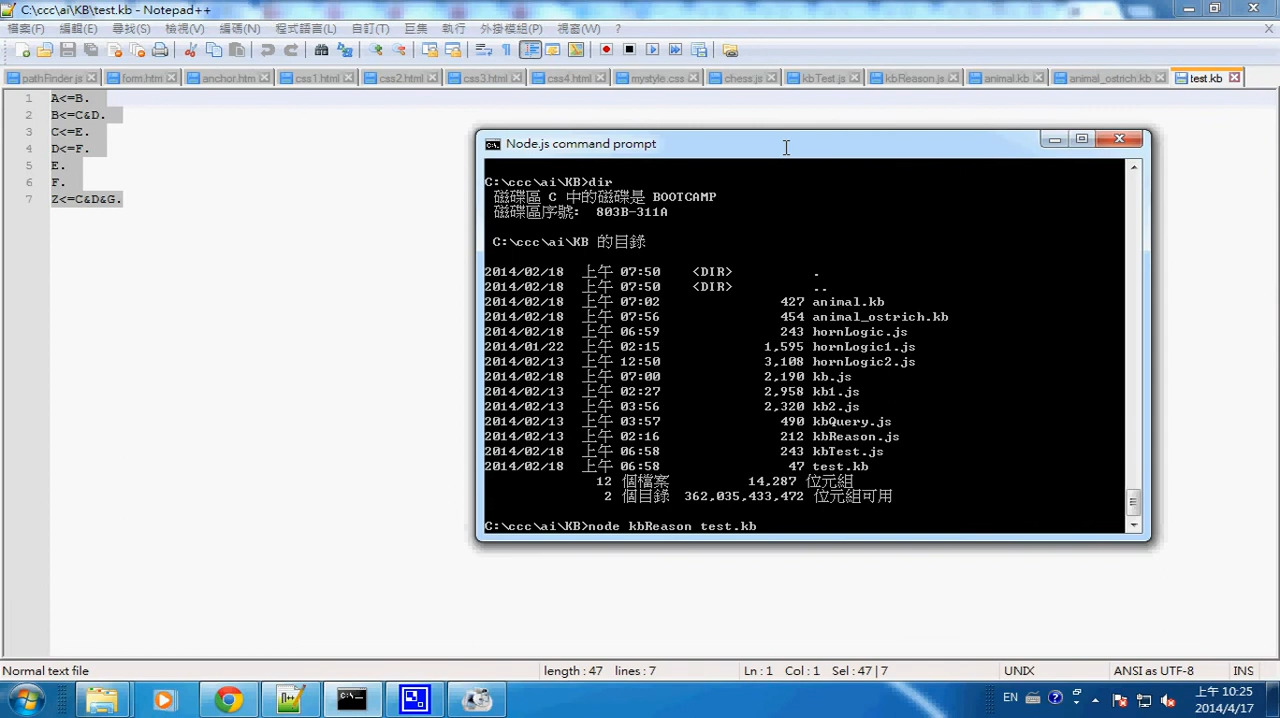 C:\ccc\ai\KB\test.kb - Notepad++
檔案(F) 編輯(E) 尋找(S) 檢視(V) 編碼(N) 程式語言(L) 自訂(T) 巨集 執行 外掛模組(P) 視窗(W) ?
pathFinder.js form.htm anchor.htm css1.html css2.html css3.html css4.html mystyle.css chess.js kbTest.js kbReason.js animal.kb animal_ostrich.kb test.kb
1 A<=B.
2 B<=C&D.
3 C<=E.
4 D<=F.
5 E.
6 F.
7 Z<=C&D&G.
Node.js command prompt
C:\ccc\ai\KB>dir
磁碟區 C 中的磁碟是 BOOTCAMP
磁碟區序號: 803B-311A
C:\ccc\ai\KB 的目錄
2014/02/18 上午 07:50 <DIR> .
2014/02/18 上午 07:50 <DIR> ..
2014/02/18 上午 07:02 427 animal.kb
2014/02/18 上午 07:56 454 animal_ostrich.kb
2014/02/18 上午 06:59 243 hornLogic.js
2014/01/22 上午 02:15 1,595 hornLogic1.js
2014/02/13 上午 12:50 3,108 hornLogic2.js
2014/02/18 上午 07:00 2,190 kb.js
2014/02/13 上午 02:27 2,958 kb1.js
2014/02/13 上午 03:56 2,320 kb2.js
2014/02/13 上午 03:57 490 kbQuery.js
2014/02/13 上午 02:16 212 kbReason.js
2014/02/18 上午 06:58 243 kbTest.js
2014/02/18 上午 06:58 47 test.kb
12 個檔案 14,287 位元組
2 個目錄 362,035,433,472 位元組可用
C:\ccc\ai\KB>node kbReason test.kb
Normal text file length : 47 lines : 7 Ln : 1 Col : 1 Sel : 47 | 7 UNIX ANSI as UTF-8 INS
EN 上午 10:25
2014/4/17